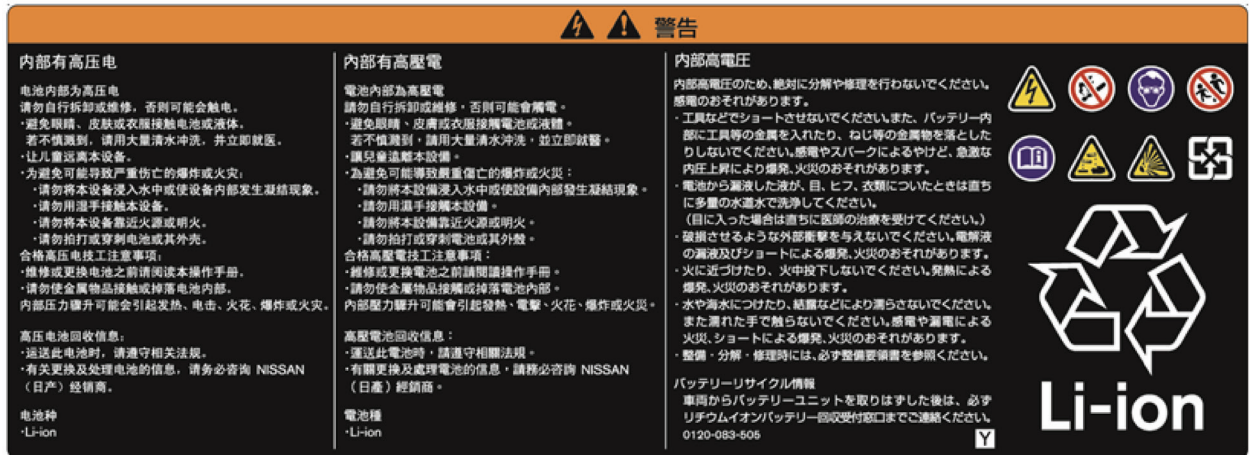 警告
内部有高压电
电池内部为高压电
请勿自行拆卸或维修，否则可能会触电。
·避免眼睛、皮肤或衣服接触电池或液体。
若不慎溅到，请用大量清水冲洗，并立即就医。
·让儿童远离本设备。
·为避免可能导致严重伤亡的爆炸或火灾：
·请勿将本设备浸入水中或使设备内部发生凝结现象。
·请勿用湿手接触本设备。
·请勿将本设备靠近火源或明火。
·请勿拍打或穿刺电池或其外壳。
合格高压电技工注意事项：
·维修或更换电池之前请阅读本操作手册。
·请勿使金属物品接触或掉落电池内部。
内部压力骤升可能会引起发热、电击、火花、爆炸或火灾。
高压电池回收信息：
·运送此电池时，请遵守相关法规。
·有关更换及处理电池的信息，请务必咨询 NISSAN
（日产）经销商。
电池种
·Li-ion
內部有高壓電
電池內部為高壓電
請勿自行拆卸或維修，否則可能會觸電。
·避免眼睛、皮膚或衣服接觸電池或液體。
若不慎濺到，請用大量清水沖洗，並立即就醫。
·讓兒童遠離本設備。
·為避免可能導致嚴重傷亡的爆炸或火災：
·請勿將本設備浸入水中或使設備內部發生凝結現象。
·請勿用濕手接觸本設備。
·請勿將本設備靠近火源或明火。
·請勿拍打或穿刺電池或其外殼。
合格高壓電技工注意事項：
·維修或更換電池之前請閱讀操作手冊。
·請勿使金屬物品接觸或掉落電池內部。
內部壓力驟升可能會引起發熱、電擊、火花、爆炸或火災。
高壓電池回收信息：
·運送此電池時，請遵守相關法規。
·有關更換及處理電池的信息，請務必咨詢 NISSAN
（日產）經銷商。
電池種
·Li-ion
内部高電圧
内部高電圧のため、絶対に分解や修理を行わないでください。
感電のおそれがあります。
・工具などでショートさせないでください。また、バッテリー内
部に工具等の金属を入れたり、ねじ等の金属物を落とした
りしないでください。感電やスパークによるやけど、急激な
内圧上昇により爆発、火災のおそれがあります。
・電池から漏液した液が、目、ヒフ、衣類についたときは直ち
に多量の水道水で洗浄してください。
（目に入った場合は直ちに医師の治療を受けてください。）
・破損させるような外部衝撃を与えないでください。電解液
の漏液及びショートによる爆発、火災のおそれがあります。
・火に近づけたり、火中投下しないでください。発熱による
爆発、火災のおそれがあります。
・水や海水につけたり、結露などにより濡らさないでください。
また濡れた手で触らないでください。感電や漏電による
火災、ショートによる爆発、火災のおそれがあります。
・整備・分解・修理時には、必ず整備要領書を参照ください。
バッテリーリサイクル情報
車両からバッテリーユニットを取りはずした後は、必ず
リチウムイオンバッテリー回収受付窓口までご連絡ください。
0120-083-505
Y
Li-ion